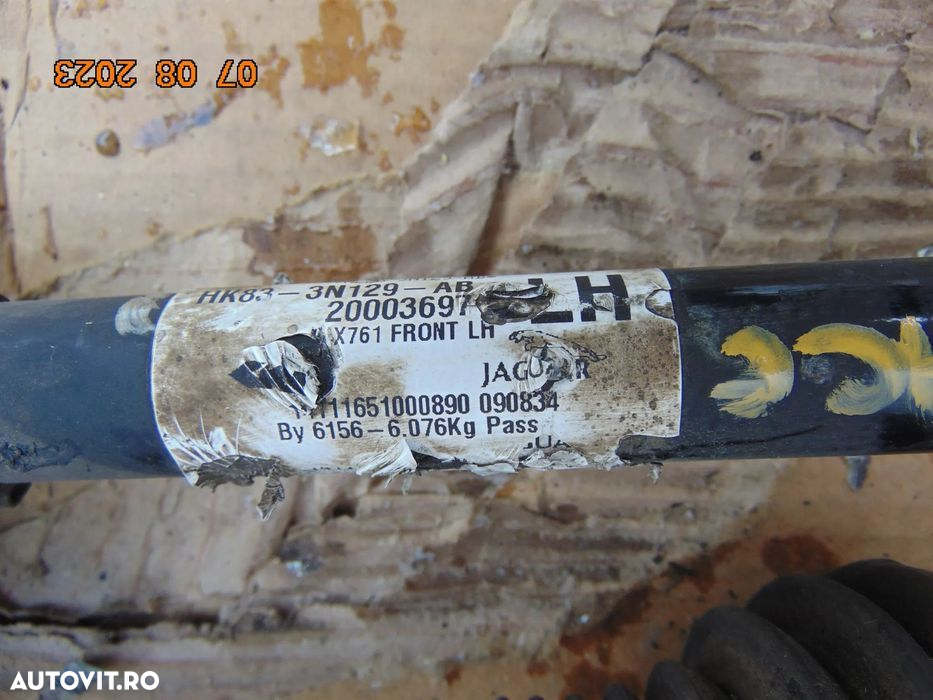 07 08 2023
HK83-3N129-AB
20003697
LH
X761 FRONT LH
JAGUAR
111651000890 090834
By 6156-6.076Kg Pass
AUTOVIT.RO